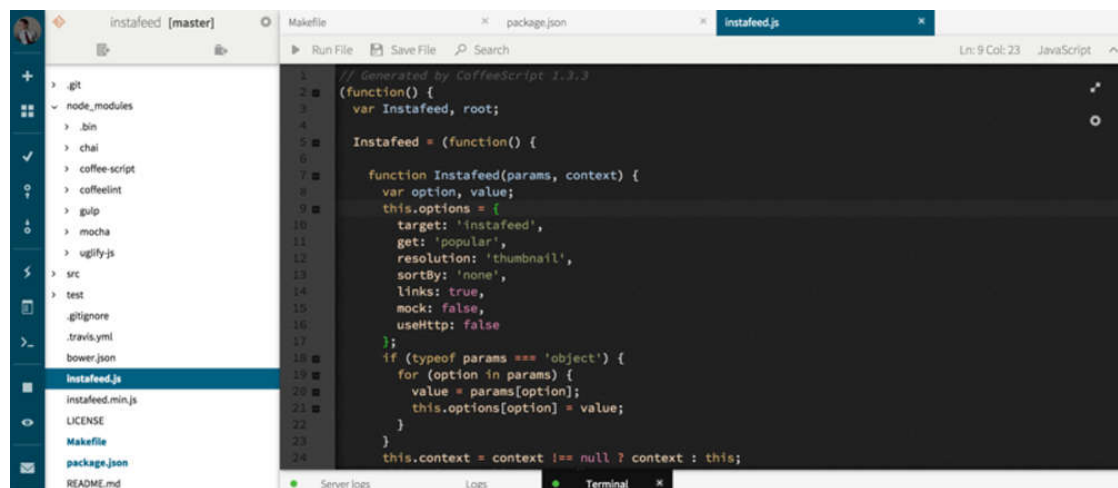 instafeed [master]
Makefile
package.json
instafeed.js
Run File
Save File
Search
Ln: 9 Col: 23
JavaScript
.git
node_modules
.bin
chai
coffee-script
coffeelint
gulp
mocha
uglify-js
src
test
.gitignore
.travis.yml
bower.json
instafeed.js
instafeed.min.js
LICENSE
Makefile
package.json
README.md
1 // Generated by CoffeeScript 1.3.3
2 (function() {
3 var Instafeed, root;
4
5 Instafeed = (function() {
6
7 function Instafeed(params, context) {
8 var option, value;
9 this.options = {
10 target: 'instafeed',
11 get: 'popular',
12 resolution: 'thumbnail',
13 sortBy: 'none',
14 links: true,
15 mock: false,
16 useHttp: false
17 };
18 if (typeof params === 'object') {
19 for (option in params) {
20 value = params[option];
21 this.options[option] = value;
22 }
23 }
24 this.context = context !== null ? context : this;
Server logs
Logs
Terminal